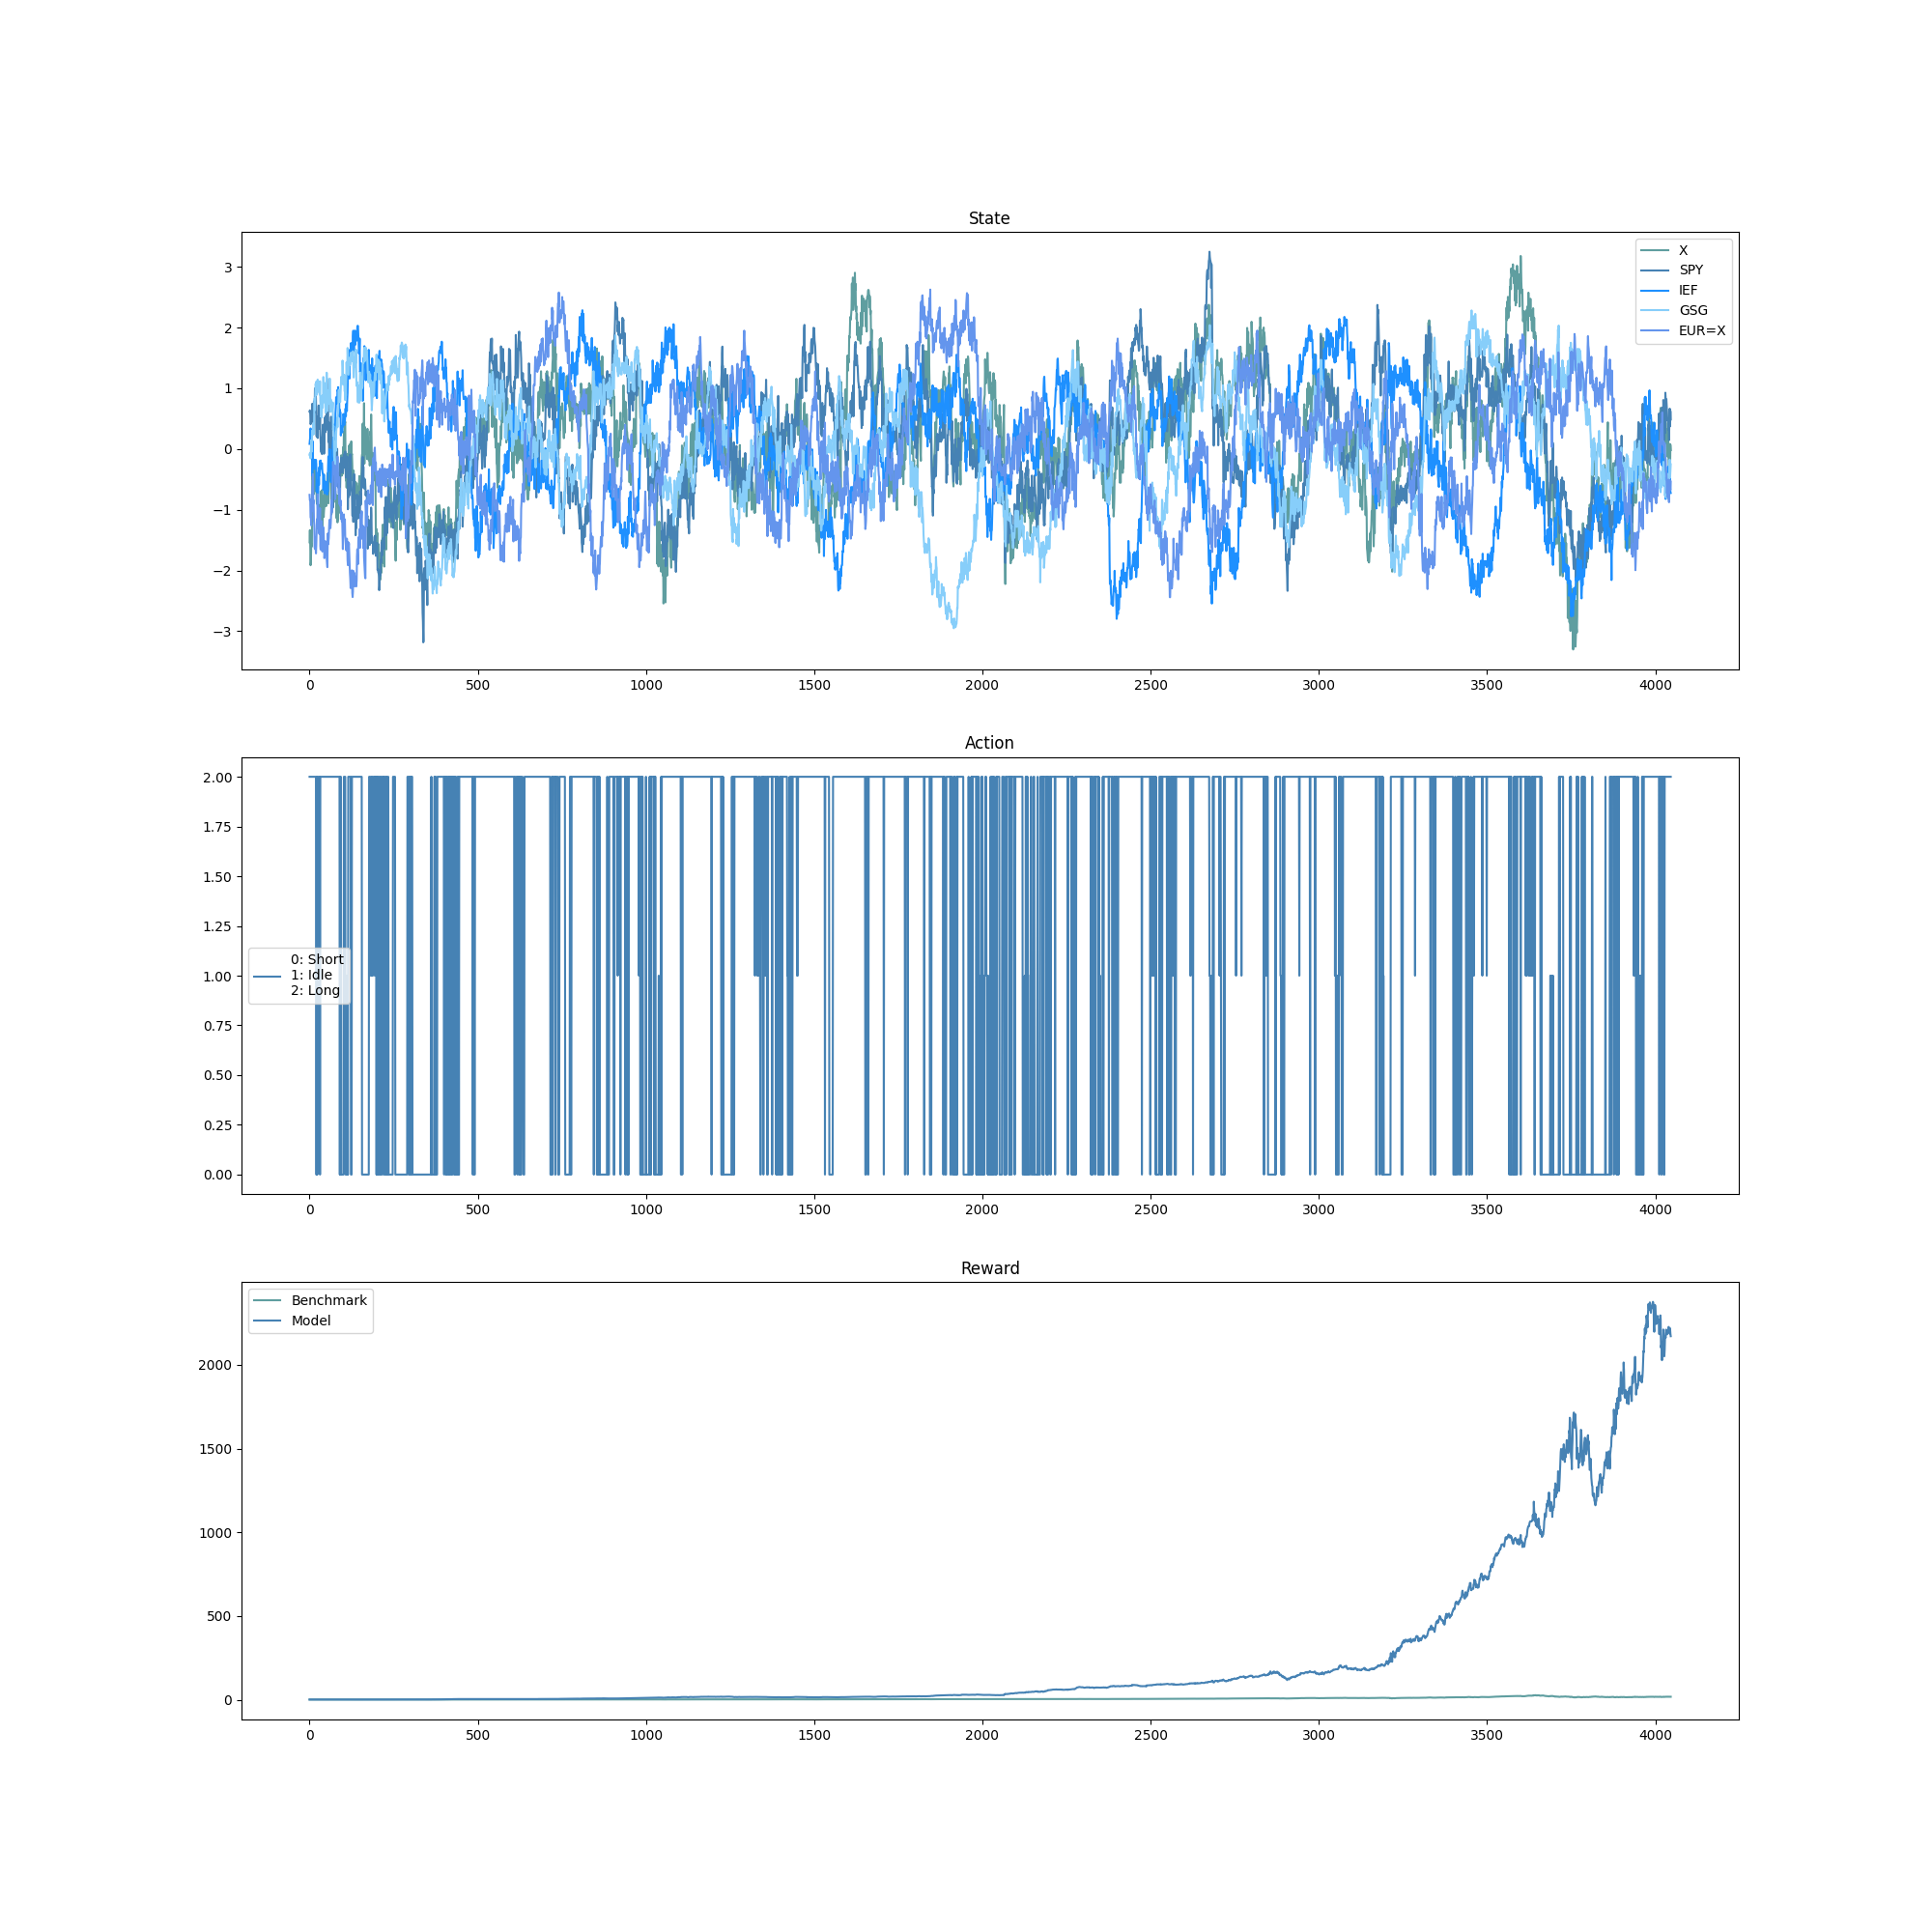 State
3
2
1
0
−1
−2
−3
X
SPY
IEF
GSG
EUR=X
0 500 1000 1500 2000 2500 3000 3500 4000
Action
2.00
1.75
1.50
1.25
1.00
0.75
0.50
0.25
0.00
0: Short
1: Idle
2: Long
0 500 1000 1500 2000 2500 3000 3500 4000
Reward
Benchmark
Model
2000
1500
1000
500
0
0 500 1000 1500 2000 2500 3000 3500 4000